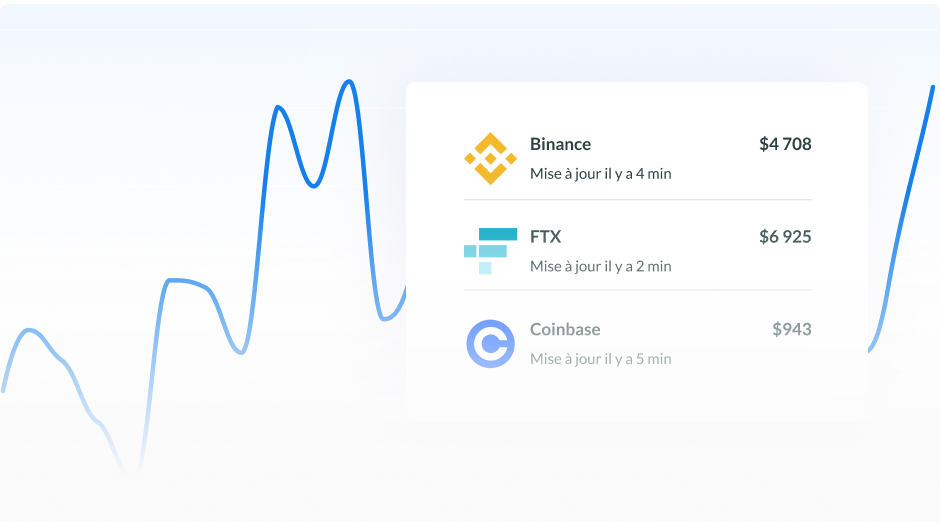 Binance $4 708
Mise à jour il y a 4 min
FTX $6 925
Mise à jour il y a 2 min
Coinbase $943
Mise à jour il y a 5 min